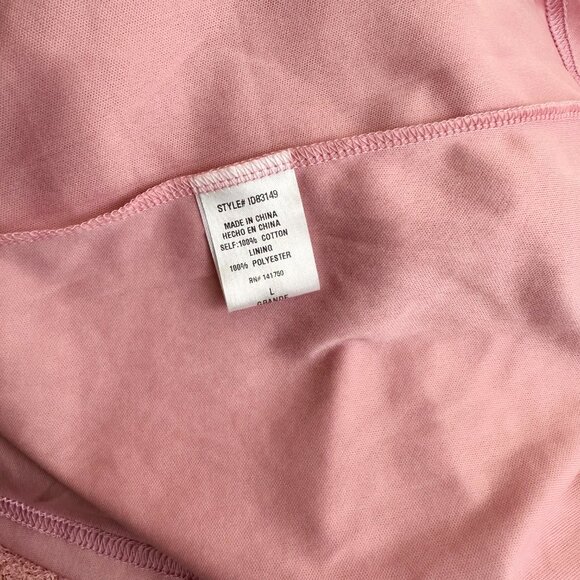 STYLE# ID83149
MADE IN CHINA
HECHO EN CHINA
SELF:100% COTTON
LINING
100% POLYESTER
RN# 141700
L
GRANDE